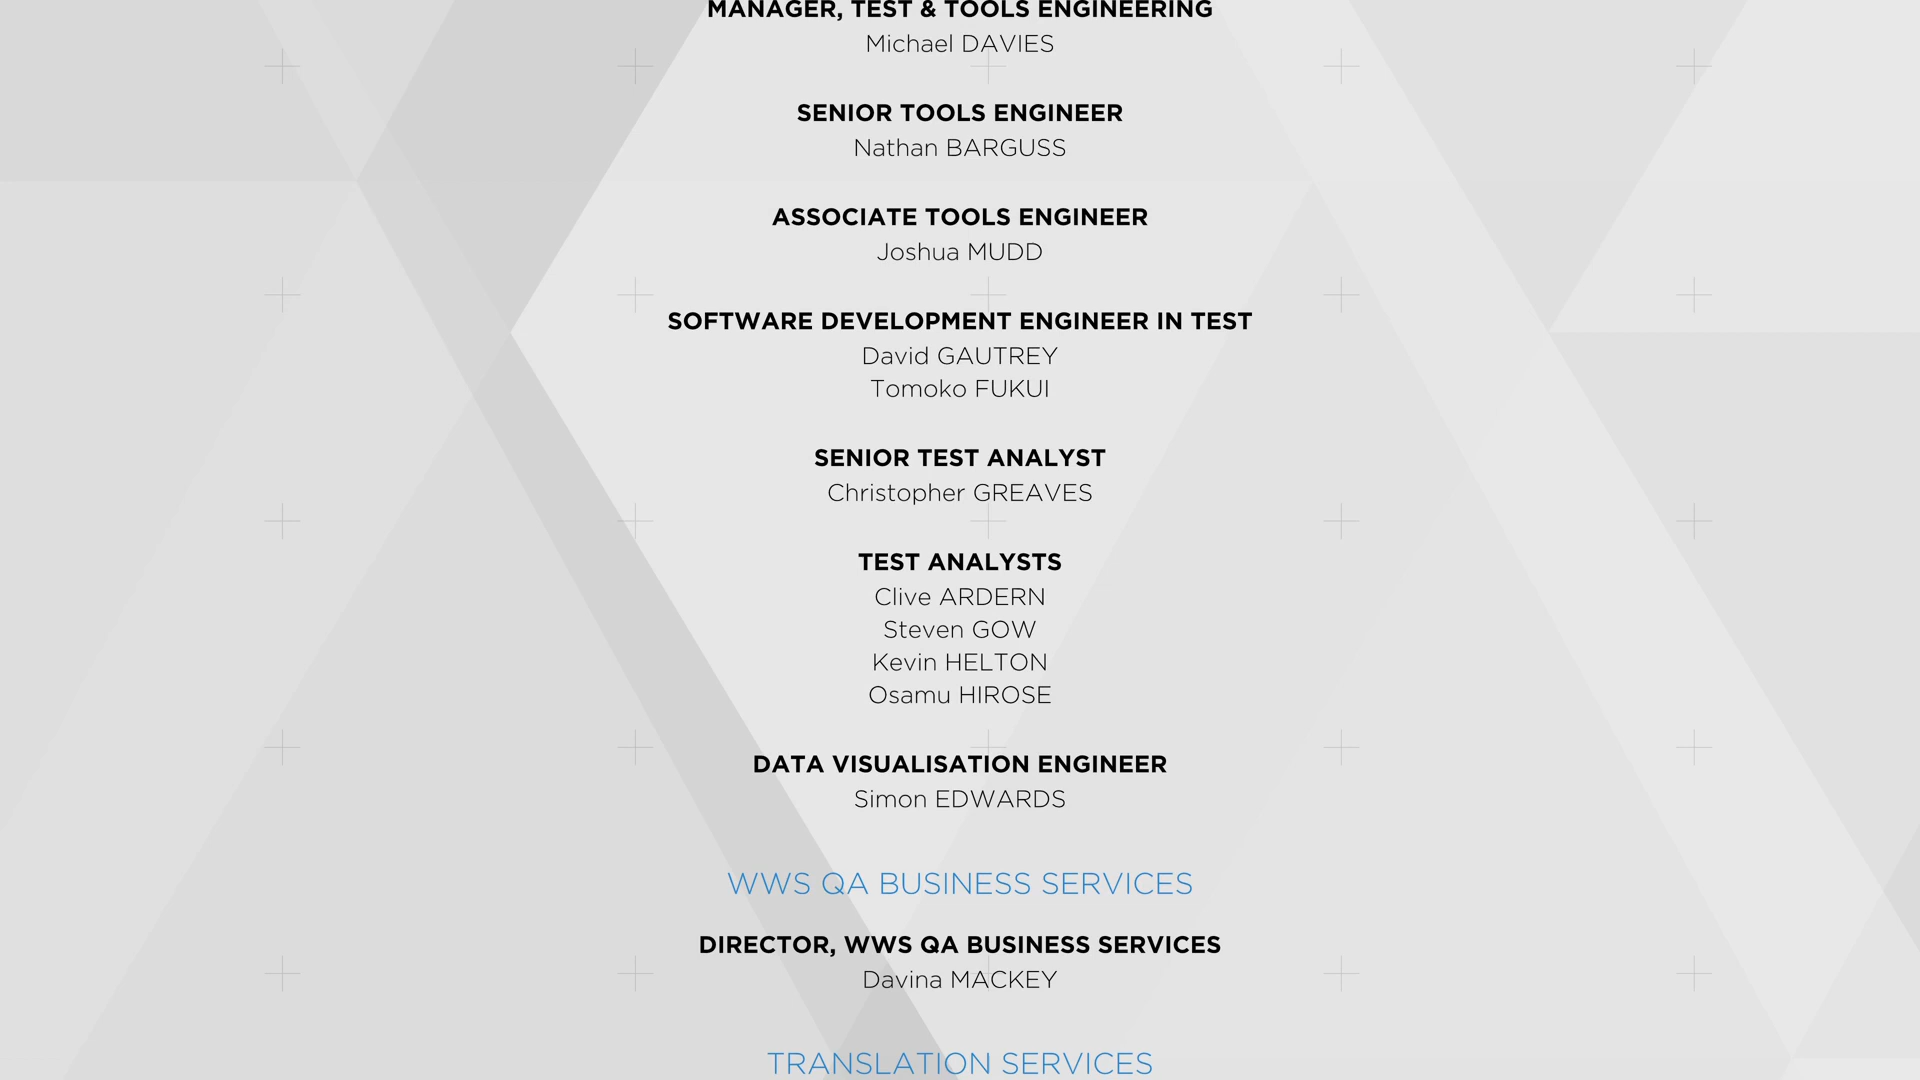 MANAGER, TEST & TOOLS ENGINEERING
Michael DAVIES
SENIOR TOOLS ENGINEER
Nathan BARGUSS
ASSOCIATE TOOLS ENGINEER
Joshua MUDD
SOFTWARE DEVELOPMENT ENGINEER IN TEST
David GAUTREY
Tomoko FUKUI
SENIOR TEST ANALYST
Christopher GREAVES
TEST ANALYSTS
Clive ARDERN
Steven GOW
Kevin HELTON
Osamu HIROSE
DATA VISUALISATION ENGINEER
Simon EDWARDS
WWS QA BUSINESS SERVICES
DIRECTOR, WWS QA BUSINESS SERVICES
Davina MACKEY
TRANSLATION SERVICES